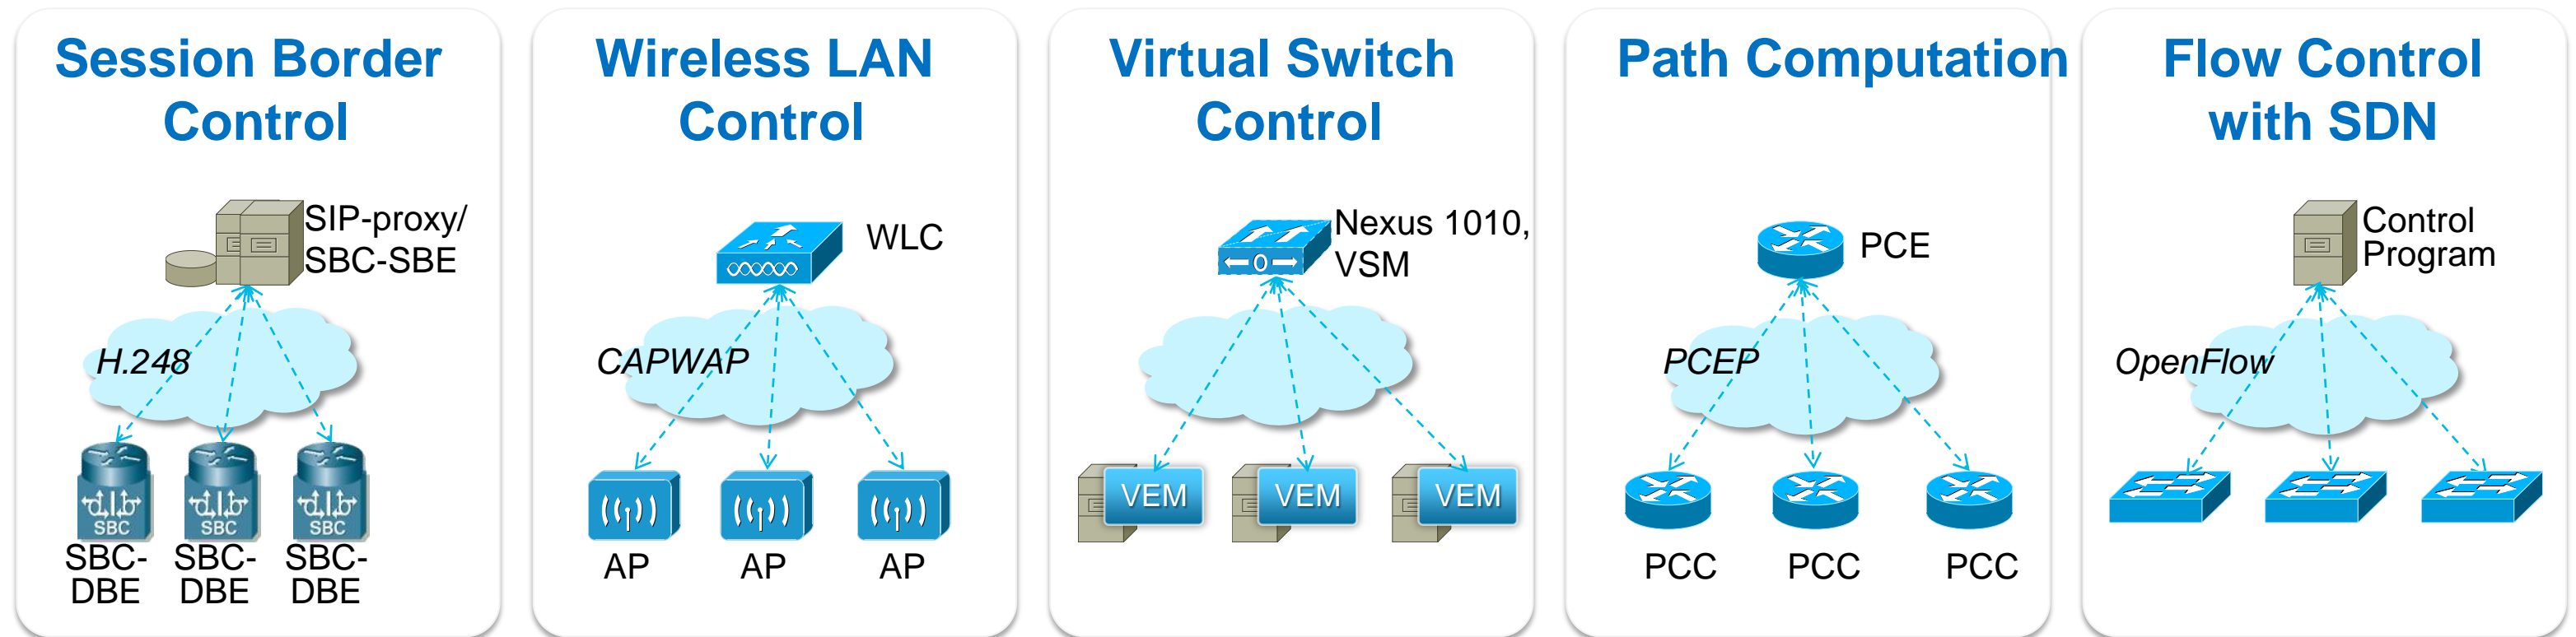 Session Border
Control
SIP-proxy/
SBC-SBE
H.248
SBC
SBC
SBC
SBC-
DBE
SBC-
DBE
SBC-
DBE
Wireless LAN
Control
WLC
CAPWAP
AP
AP
AP
Virtual Switch
Control
Nexus 1010,
VSM
VEM
VEM
VEM
Path Computation
PCE
PCEP
PCC
PCC
PCC
Flow Control
with SDN
Control
Program
OpenFlow